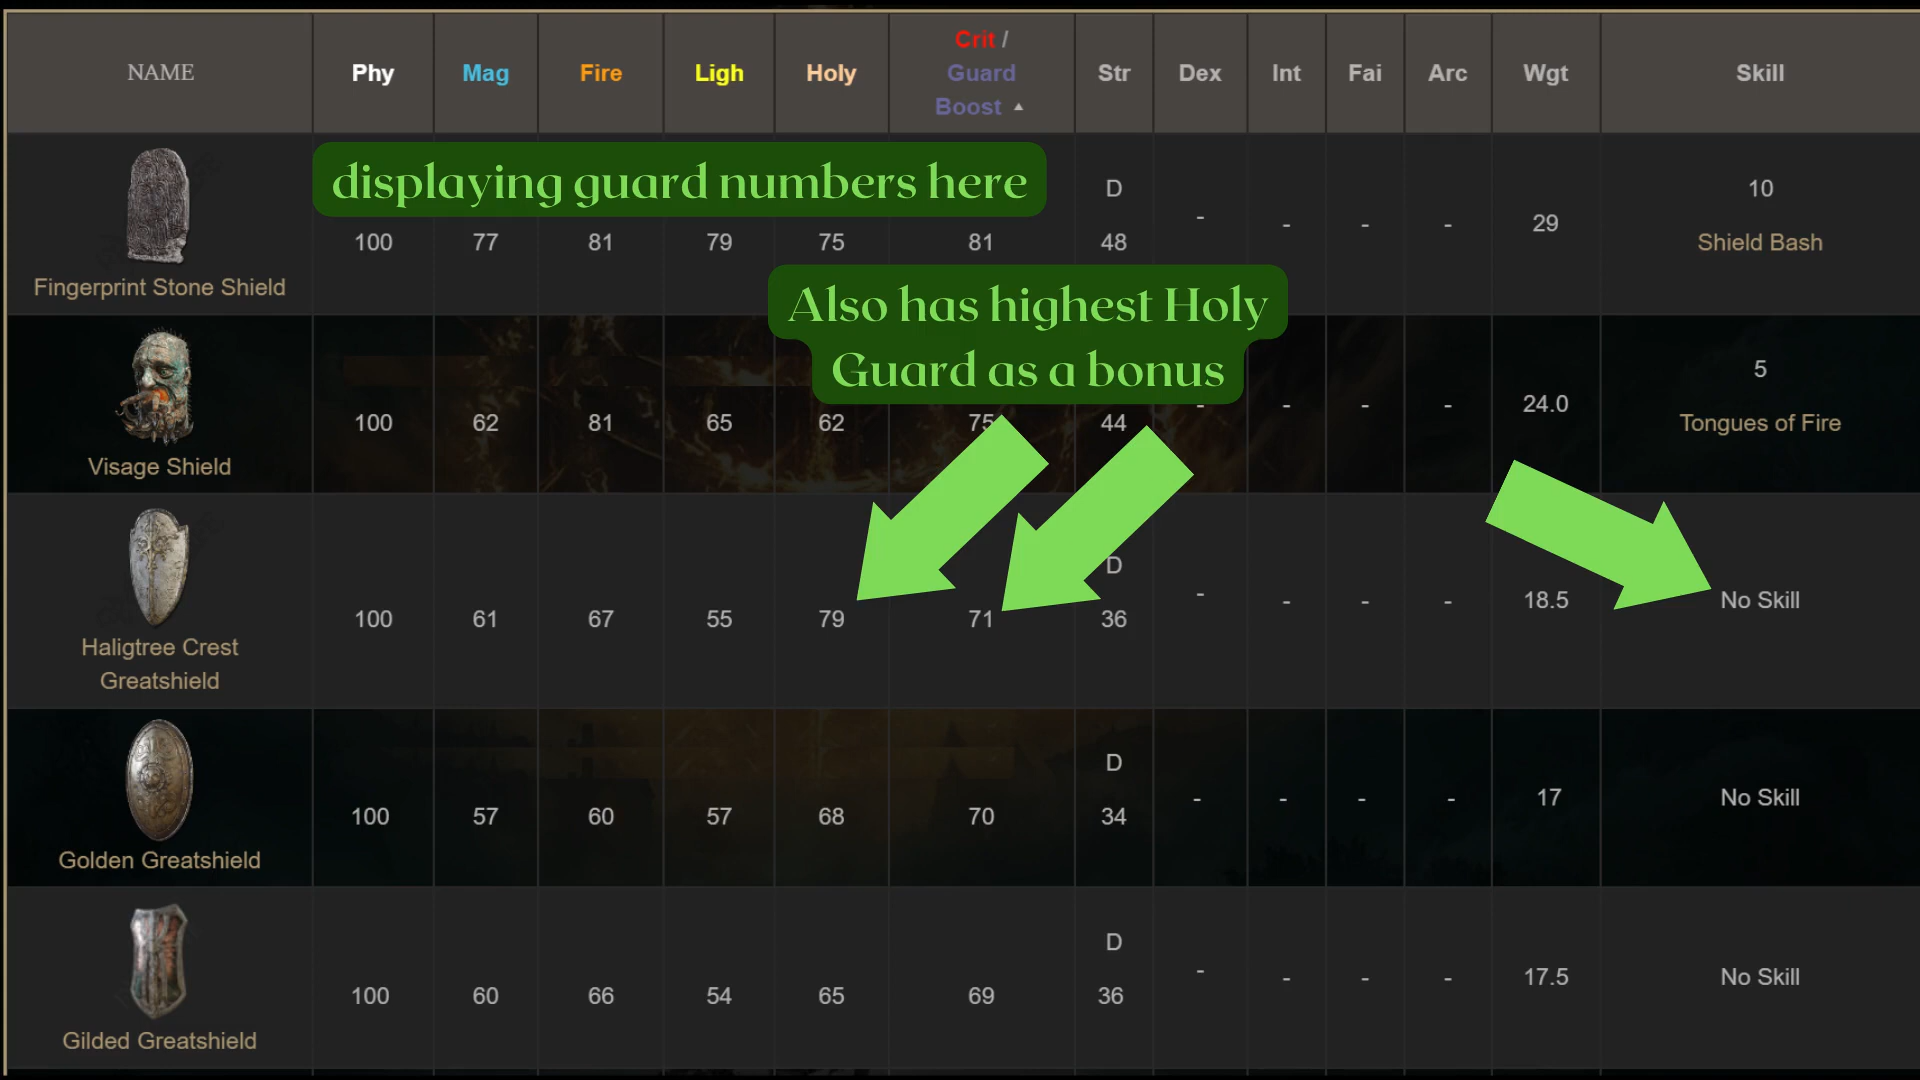 NAME Phy Mag Fire Ligh Holy Crit / Guard Boost ▲ Str Dex Int Fai Arc Wgt Skill
displaying guard numbers here
D
10
Fingerprint Stone Shield 100 77 81 79 75 81 48 - - - - 29 Shield Bash
Also has highest Holy
Guard as a bonus
5
Visage Shield 100 62 81 65 62 75 44 - - - - 24.0 Tongues of Fire
D
Haligtree Crest
Greatshield
100 61 67 55 79 71 36 - - - - 18.5 No Skill
D
Golden Greatshield 100 57 60 57 68 70 34 - - - - 17 No Skill
D
Gilded Greatshield 100 60 66 54 65 69 36 - - - - 17.5 No Skill